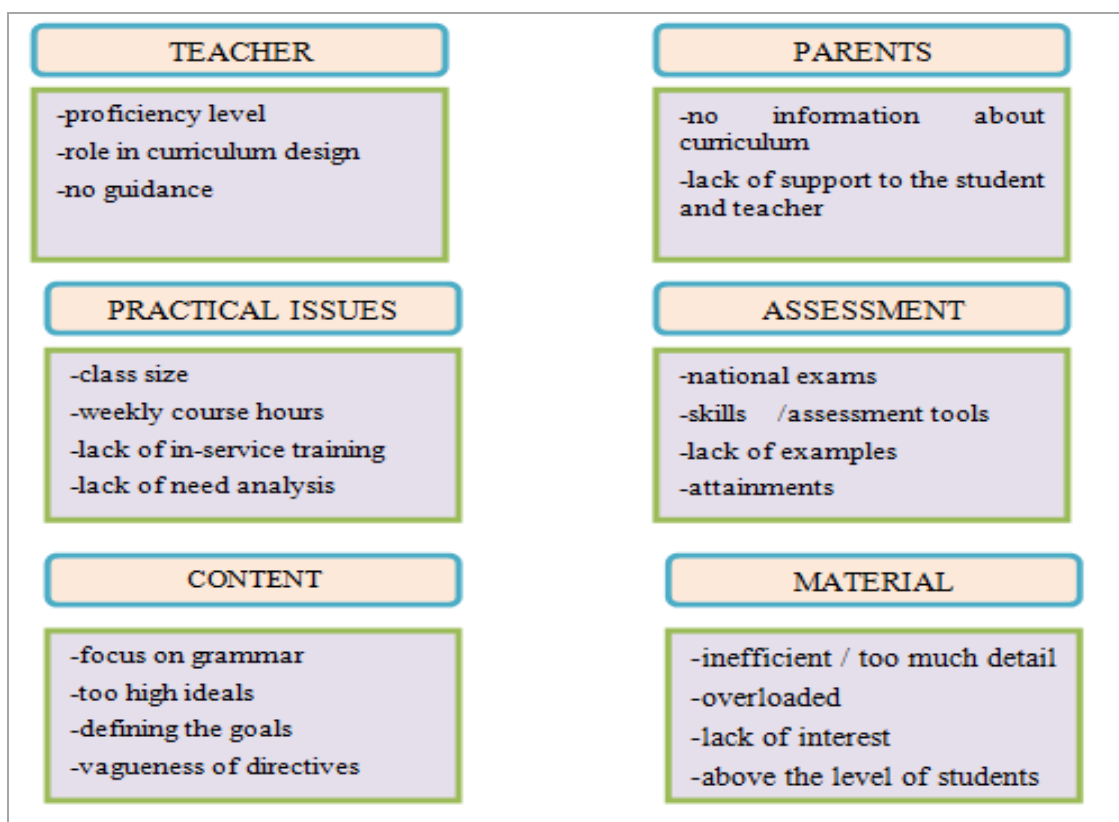 TEACHER
-proficiency level
-role in curriculum design
-no guidance
PARENTS
-no information about
curriculum
-lack of support to the student
and teacher
PRACTICAL ISSUES
-class size
-weekly course hours
-lack of in-service training
-lack of need analysis
ASSESSMENT
-national exams
-skills /assessment tools
-lack of examples
-attainments
CONTENT
-focus on grammar
-too high ideals
-defining the goals
-vagueness of directives
MATERIAL
-inefficient / too much detail
-overloaded
-lack of interest
-above the level of students